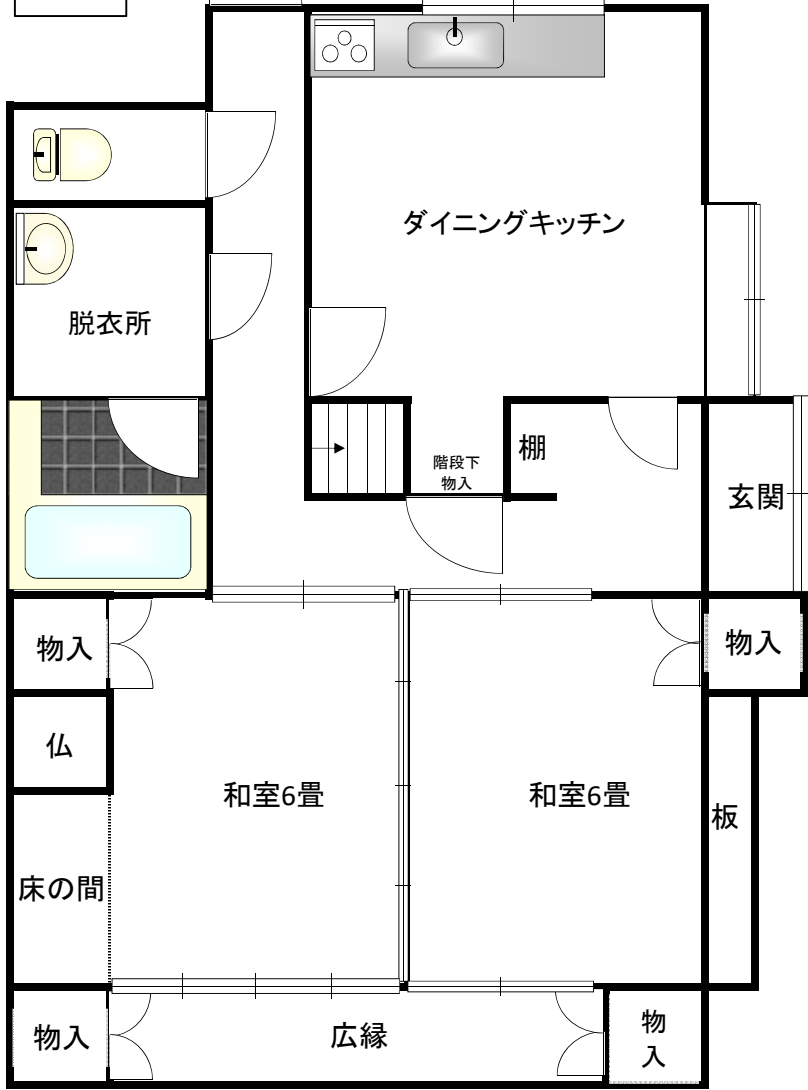 ダイニングキッチン
脱衣所
棚
階段下
物入
玄関
物入
物入
仏
和室6畳
和室6畳
板
床の間
物入
広縁
物
入